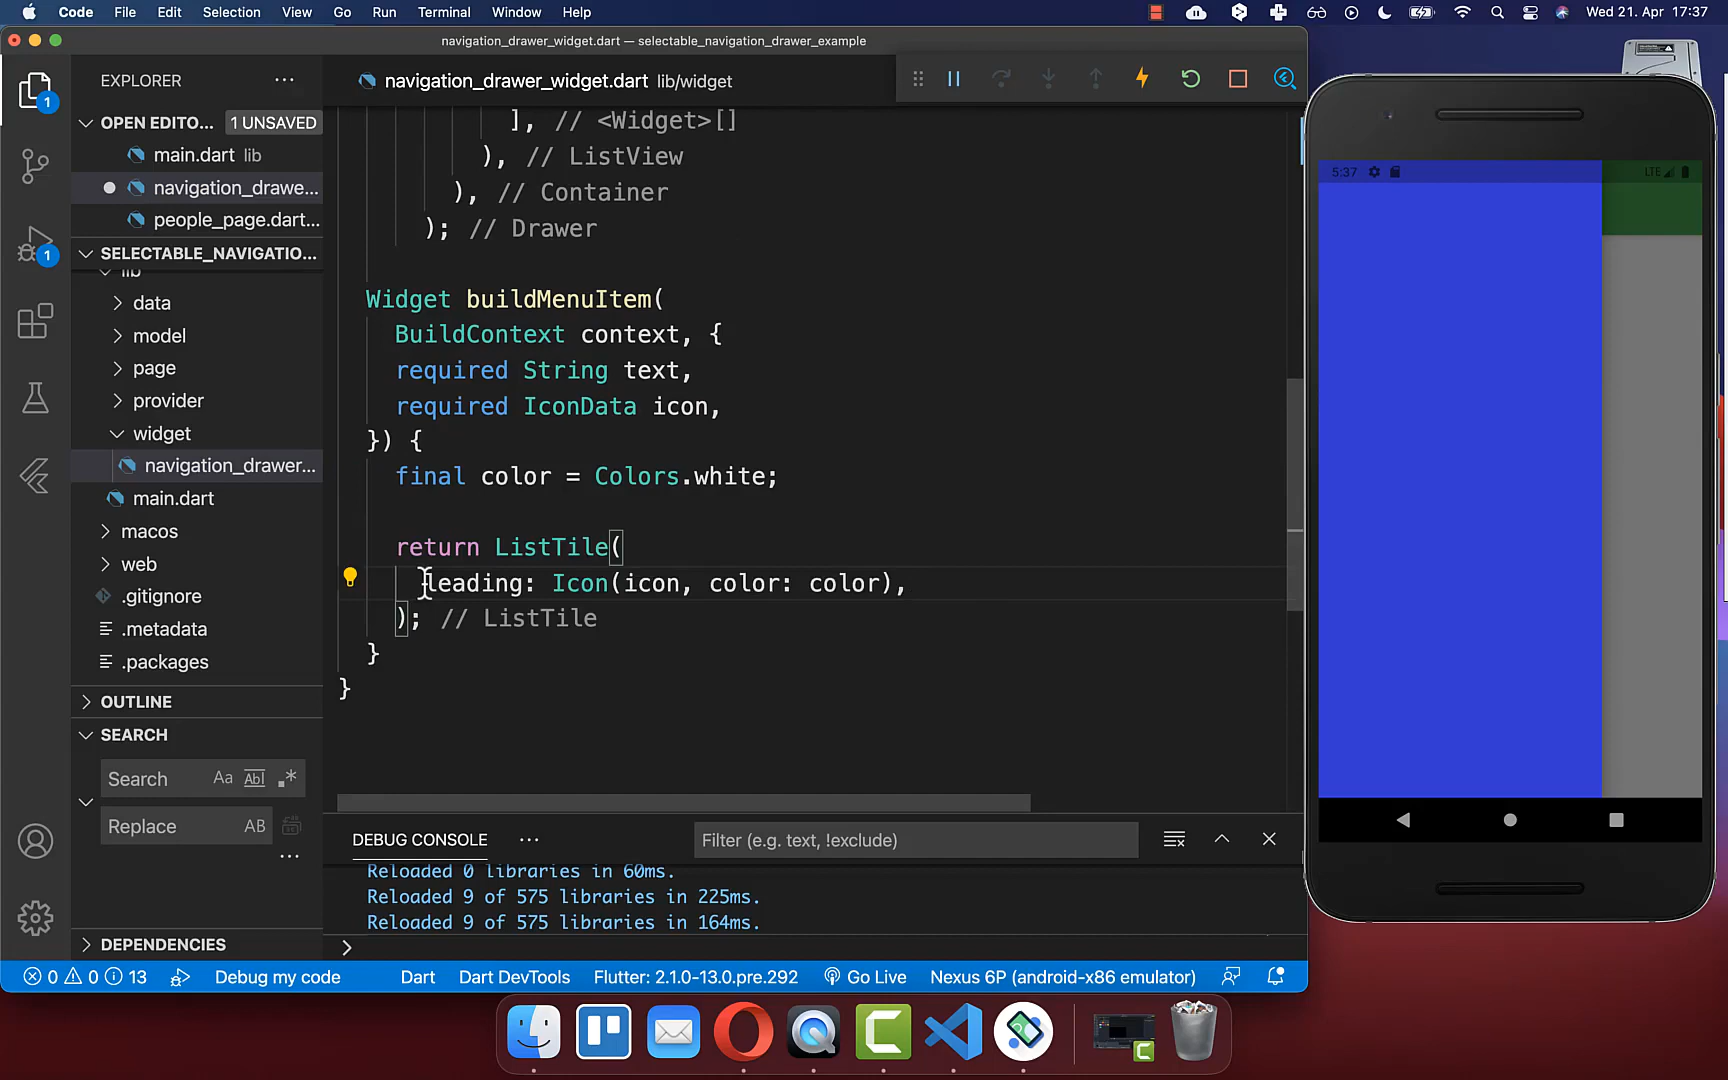 Code File Edit Selection View Go Run Terminal Window Help Wed 21. Apr 17:37
navigation_drawer_widget.dart — selectable_navigation_drawer_example
EXPLORER
navigation_drawer_widget.dart lib/widget
OPEN EDITO... 1 UNSAVED
main.dart lib
navigation_drawe...
people_page.dart...
SELECTABLE_NAVIGATIO...
lib
data
model
page
provider
widget
navigation_drawer...
main.dart
macos
web
.gitignore
.metadata
.packages
OUTLINE
SEARCH
Search Aa Abl .*
Replace AB
DEPENDENCIES
1
1
], // <Widget>[]
), // ListView
), // Container
); // Drawer
Widget buildMenuItem(
BuildContext context, {
required String text,
required IconData icon,
}) {
final color = Colors.white;
return ListTile(
leading: Icon(icon, color: color),
); // ListTile
}
}
DEBUG CONSOLE
Filter (e.g. text, !exclude)
Reloaded 0 libraries in 60ms.
Reloaded 9 of 575 libraries in 225ms.
Reloaded 9 of 575 libraries in 164ms.
0 0 13 Debug my code Dart Dart DevTools Flutter: 2.1.0-13.0.pre.292 Go Live Nexus 6P (android-x86 emulator)
5:37 LTE